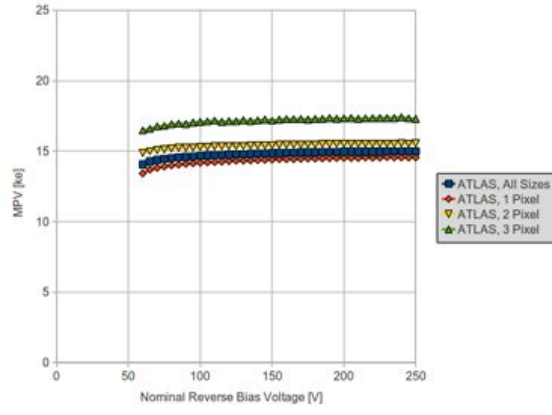 25
20
15
10
5
0
MPV [ke]
0 50 100 150 200 250
Nominal Reverse Bias Voltage [V]
ATLAS, All Sizes
ATLAS, 1 Pixel
ATLAS, 2 Pixel
ATLAS, 3 Pixel